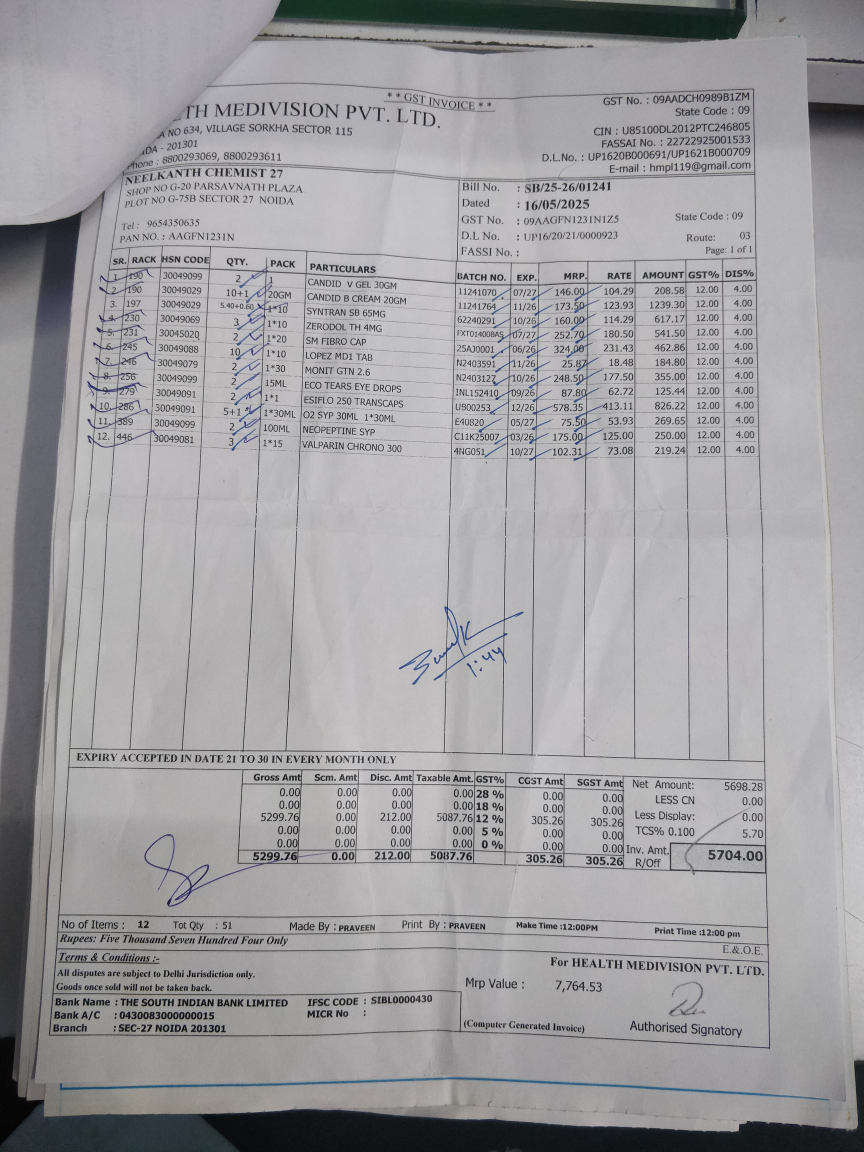 * * GST INVOICE * *
GST No. : 09AADCH0989B1ZM
State Code : 09
LTH MEDIVISION PVT. LTD.
A NO 634, VILLAGE SORKHA SECTOR 115
IDA - 201301
Phone : 8800293069, 8800293611
CIN : U85100DL2012PTC246805
FASSAI No. : 22722925001533
D.L.No. : UP1620B000691/UP1621B000709
E-mail : hmpl119@gmail.com
NEELKANTH CHEMIST 27
SHOP NO G-20 PARSAVNATH PLAZA
PLOT NO G-75B SECTOR 27 NOIDA
Tel : 9654350635
PAN NO. : AAGFN1231N
Bill No. : SB/25-26/01241
Dated : 16/05/2025
GST No. : 09AAGFN1231N1Z5 State Code : 09
D.L No. : UP16/20/21/0000923 Route: 03
FASSI No. : Page: 1 of 1
SR. RACK HSN CODE QTY. PACK PARTICULARS BATCH NO. EXP. MRP. RATE AMOUNT GST% DIS%
1. 190 30049099 2 1 CANDID V GEL 30GM 11241070 07/27 146.00 104.29 208.58 12.00 4.00
2. 190 30049029 10+1 20GM CANDID B CREAM 20GM 11241764 11/26 173.50 123.93 1239.30 12.00 4.00
3. 197 30049029 5.40+0.60 1*10 SYNTRAN SB 65MG 62240291 10/26 160.00 114.29 617.17 12.00 4.00
4. 230 30049069 3 1*10 ZERODOL TH 4MG FXT014008AS 07/27 252.70 180.50 541.50 12.00 4.00
5. 231 30045020 2 1*20 SM FIBRO CAP 25AJ0001 06/26 324.00 231.43 462.86 12.00 4.00
6. 245 30049088 10 1*10 LOPEZ MD1 TAB N2403591 11/26 25.87 18.48 184.80 12.00 4.00
7. 246 30049079 2 1*30 MONIT GTN 2.6 N2403127 10/26 248.50 177.50 355.00 12.00 4.00
8. 256 30049099 2 15ML ECO TEARS EYE DROPS INL152410 09/26 87.80 62.72 125.44 12.00 4.00
9. 279 30049091 2 1*1 ESIFLO 250 TRANSCAPS U800253 12/26 578.35 413.11 826.22 12.00 4.00
10. 286 30049091 5+1 1*30ML O2 SYP 30ML 1*30ML E40820 05/27 75.50 53.93 269.65 12.00 4.00
11. 389 30049099 2 100ML NEOPEPTINE SYP C11K25007 03/26 175.00 125.00 250.00 12.00 4.00
12. 446 30049081 3 1*15 VALPARIN CHRONO 300 4NG051 10/27 102.31 73.08 219.24 12.00 4.00
1:44
EXPIRY ACCEPTED IN DATE 21 TO 30 IN EVERY MONTH ONLY
Gross Amt Scm. Amt Disc. Amt Taxable Amt. GST% CGST Amt SGST Amt
0.00 0.00 0.00 0.00 28 % 0.00 0.00
0.00 0.00 0.00 0.00 18 % 0.00 0.00
5299.76 0.00 212.00 5087.76 12 % 305.26 305.26
0.00 0.00 0.00 0.00 5 % 0.00 0.00
0.00 0.00 0.00 0.00 0 % 0.00 0.00
5299.76 0.00 212.00 5087.76 305.26 305.26
Net Amount: 5698.28
LESS CN 0.00
Less Display: 0.00
TCS% 0.100 5.70
Inv. Amt. 5704.00
R/Off
No of Items : 12 Tot Qty : 51 Made By : PRAVEEN Print By : PRAVEEN Make Time :12:00PM Print Time :12:00 pm
Rupees: Five Thousand Seven Hundred Four Only
E.&.O.E.
Terms & Conditions :-
All disputes are subject to Delhi Jurisdiction only.
Goods once sold will not be taken back.
For HEALTH MEDIVISION PVT. LTD.
Mrp Value : 7,764.53
Bank Name : THE SOUTH INDIAN BANK LIMITED IFSC CODE : SIBL0000430
Bank A/C : 0430083000000015 MICR No :
Branch : SEC-27 NOIDA 201301
(Computer Generated Invoice)
Authorised Signatory